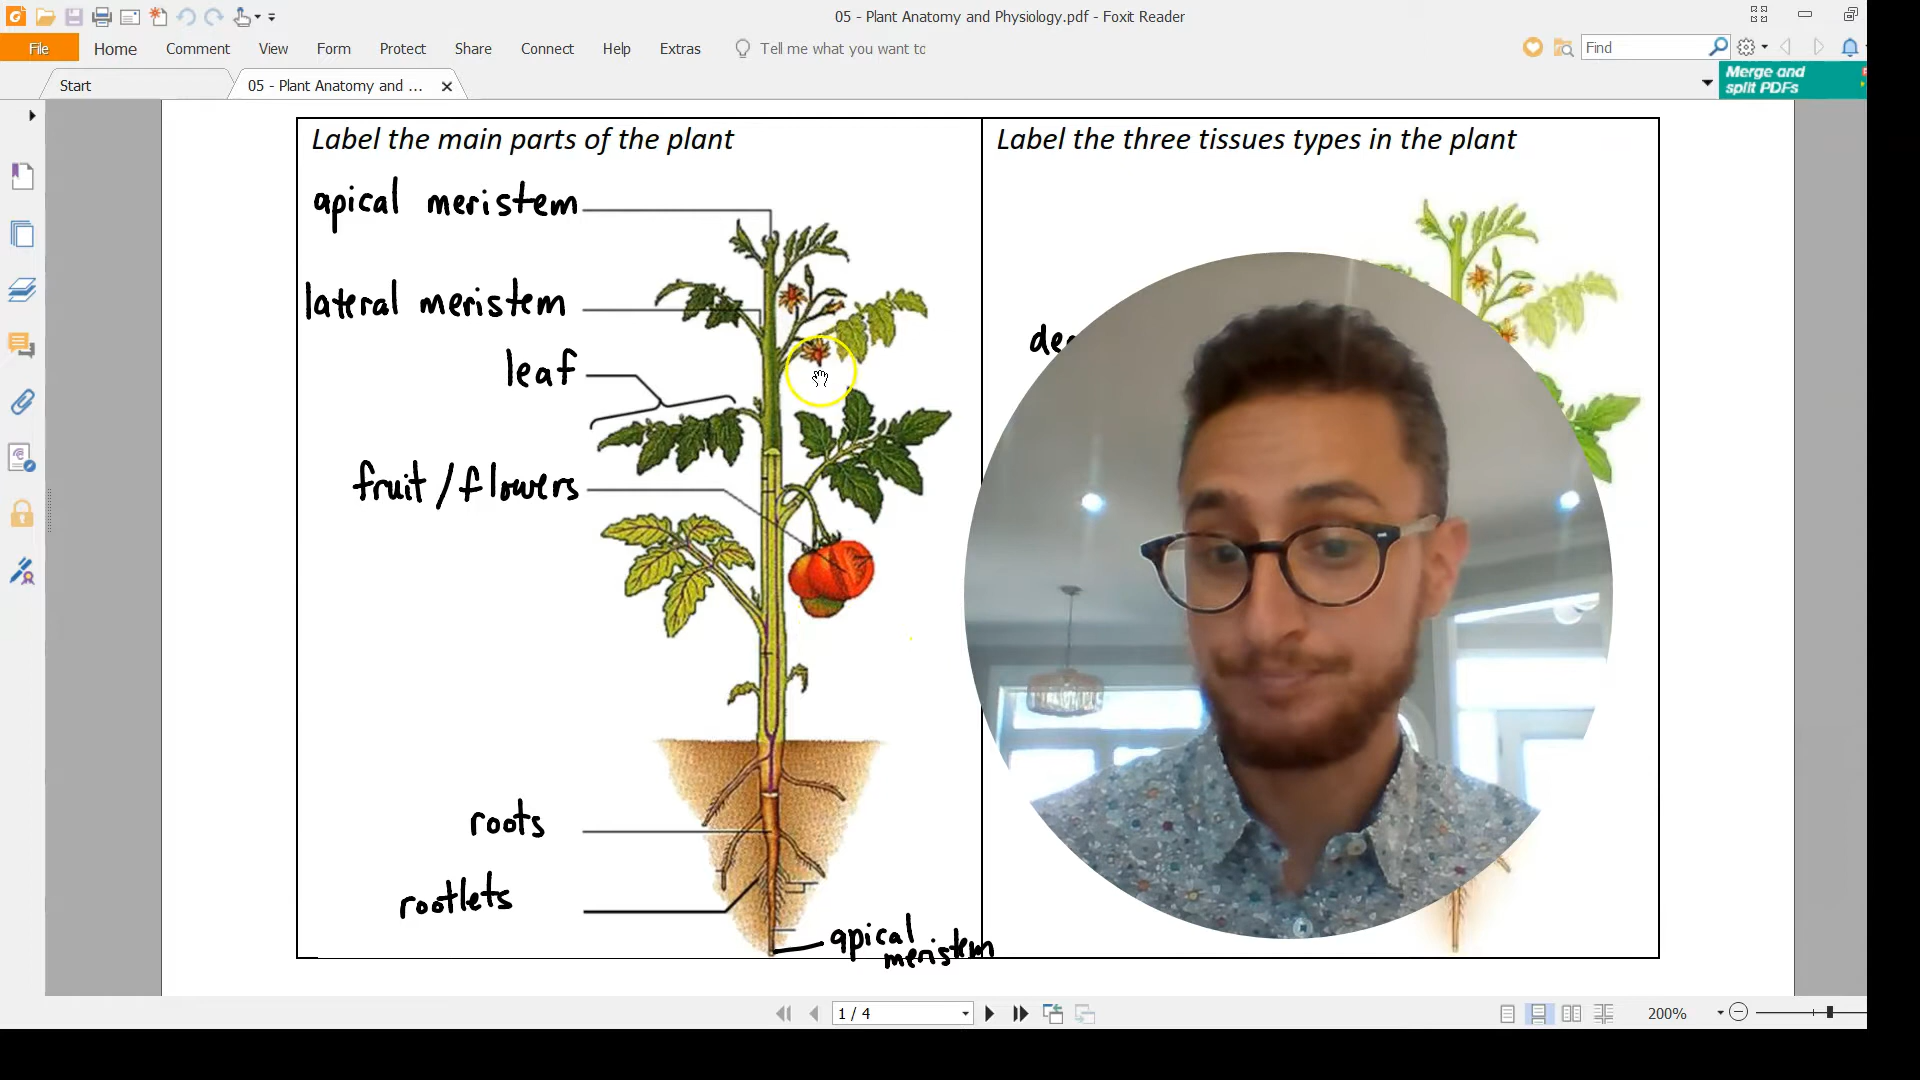 05 - Plant Anatomy and Physiology.pdf - Foxit Reader
File Home Comment View Form Protect Share Connect Help Extras Tell me what you want to Find
Start 05 - Plant Anatomy and ...
Merge and
split PDFs
Label the main parts of the plant
apical meristem
lateral meristem
leaf
fruit/flowers
roots
rootlets
apical
meristem
Label the three tissues types in the plant
1 / 4 200%